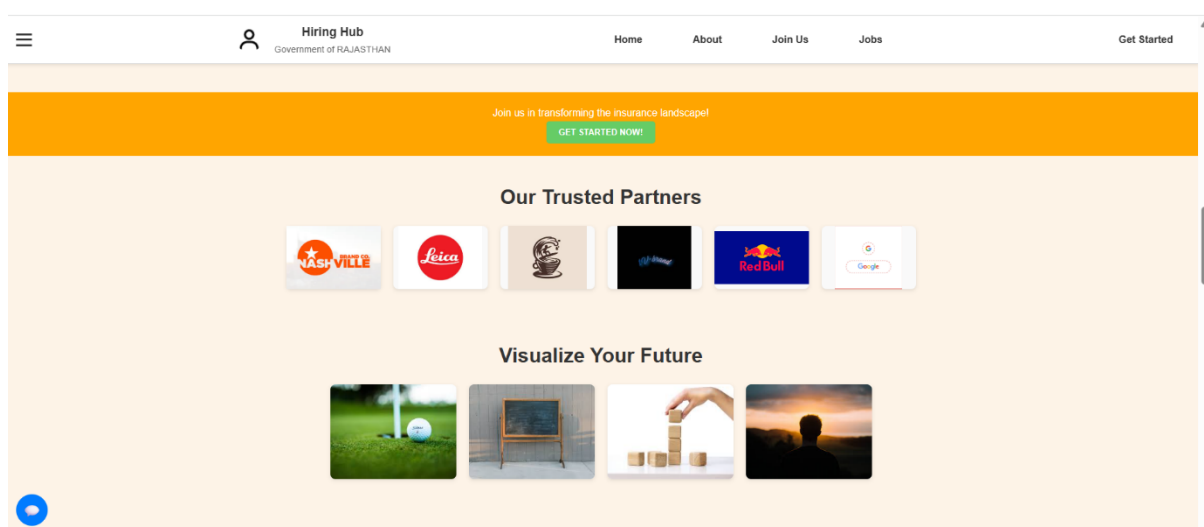 Hiring Hub
Government of RAJASTHAN
Home About Join Us Jobs
Get Started
Join us in transforming the insurance landscape!
GET STARTED NOW!
Our Trusted Partners
BRAND CO.
NASHVILLE
Leica
Red Bull
G
Google
Visualize Your Future